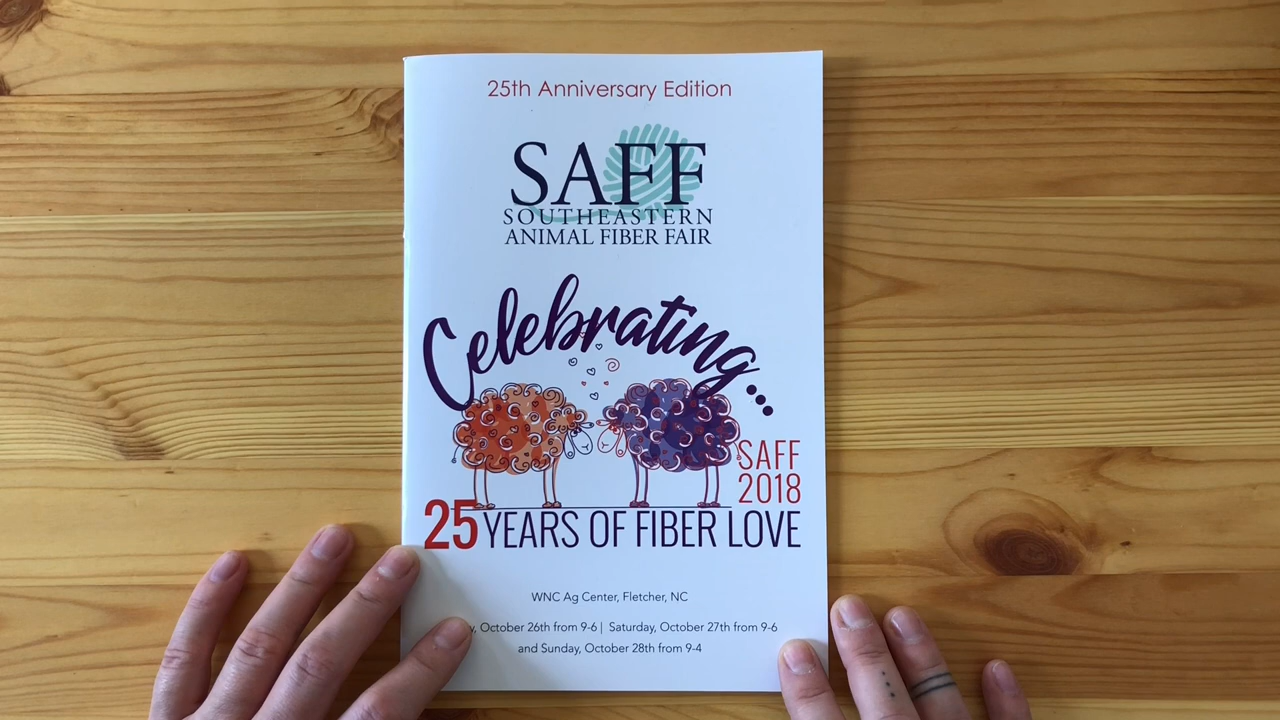 25th Anniversary Edition
SAFF
SOUTHEASTERN
ANIMAL FIBER FAIR
Celebrating...
SAFF
2018
25 YEARS OF FIBER LOVE
WNC Ag Center, Fletcher, NC
October 26th from 9-6 | Saturday, October 27th from 9-6
and Sunday, October 28th from 9-4